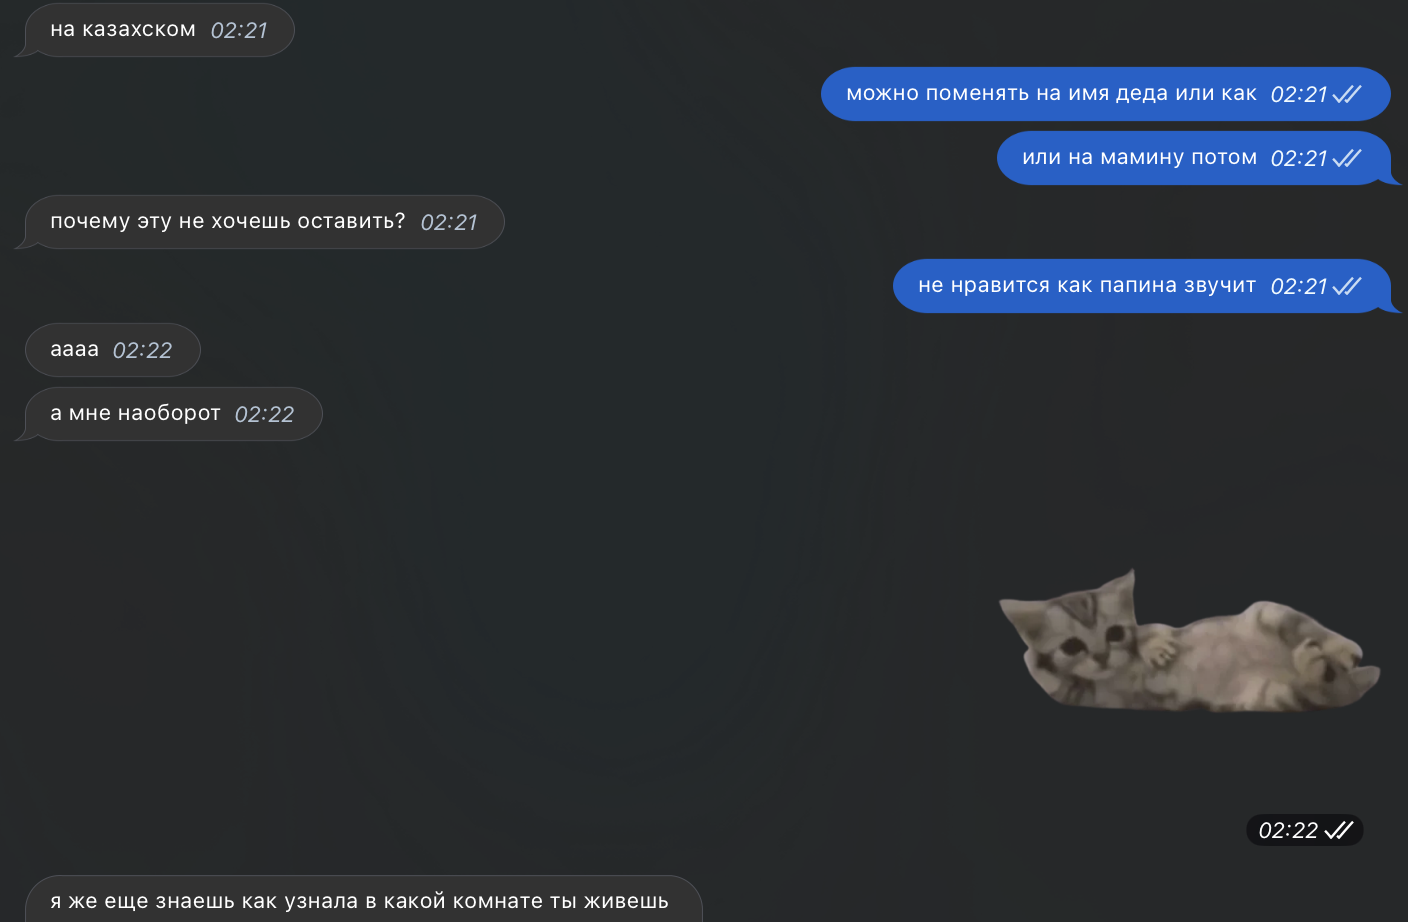 на казахском 02:21
можно поменять на имя деда или как 02:21
или на мамину потом 02:21
почему эту не хочешь оставить? 02:21
не нравится как папина звучит 02:21
аааа 02:22
а мне наоборот 02:22
02:22
я же еще знаешь как узнала в какой комнате ты живешь